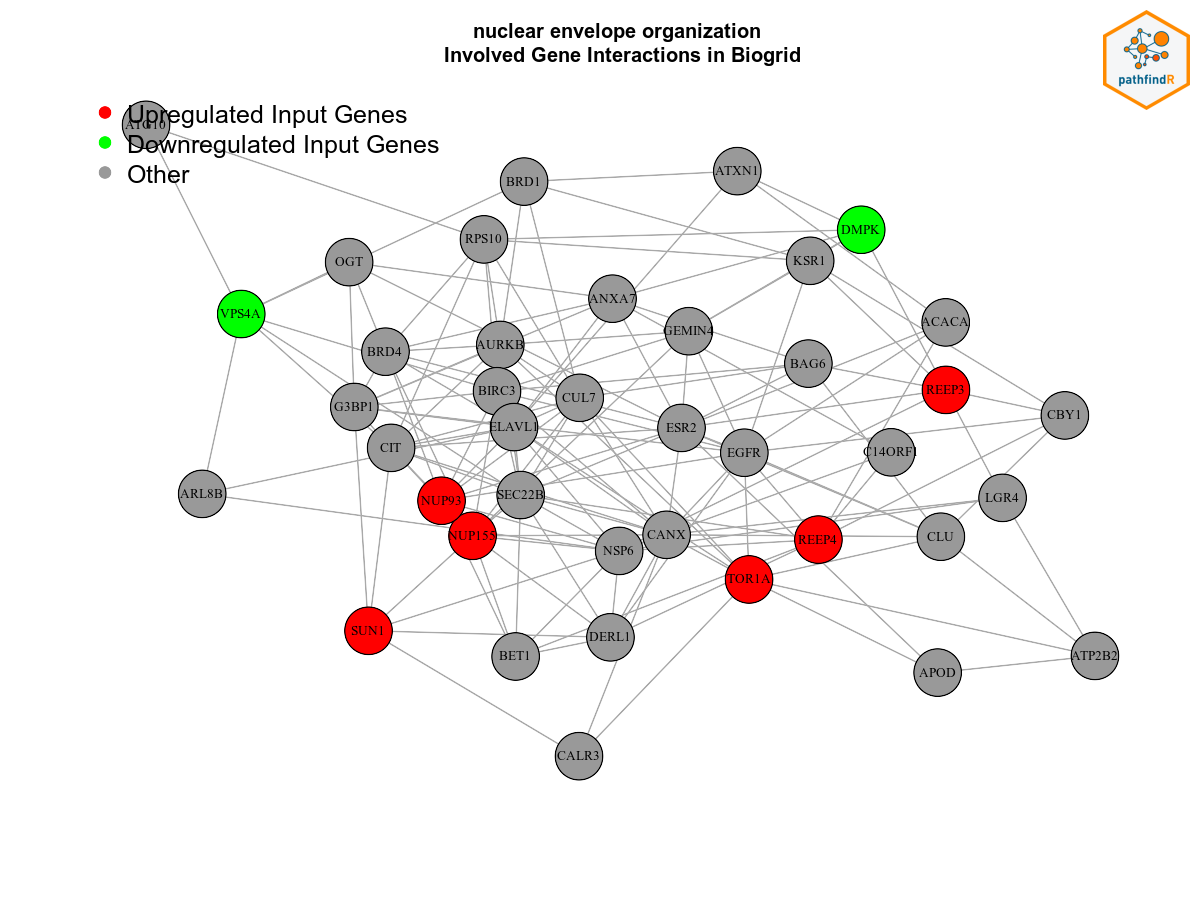 nuclear envelope organization
Involved Gene Interactions in Biogrid
pathfindR
Upregulated Input Genes
ATG10
Downregulated Input Genes
Other
BRD1
ATXN1
DMPK
RPS10
OGT
KSR1
ANXA7
VPS4A
ACACA
GEMIN4
AURKB
BRD4
BAG6
BIRC3
REEP3
CUL7
G3BP1
CBY1
ELAVL1
ESR2
CIT
EGFR
C14ORF1
ARL8B
NUP93
SEC22B
LGR4
NUP155
CANX
REEP4
CLU
NSP6
TOR1A
SUN1
DERL1
BET1
ATP2B2
APOD
CALR3